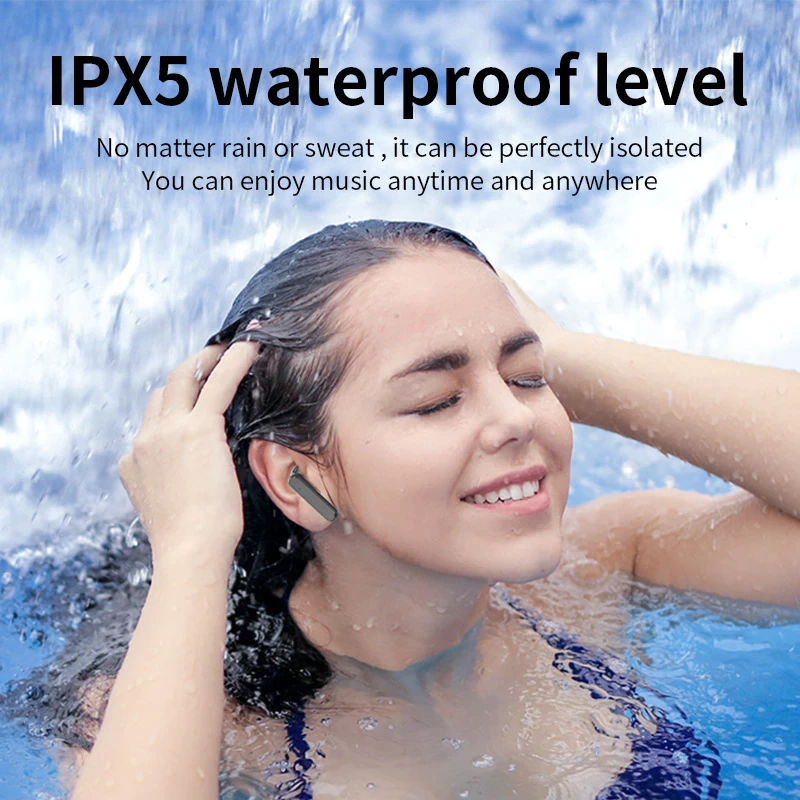 IPX5 waterproof level
No matter rain or sweat , it can be perfectly isolated
You can enjoy music anytime and anywhere